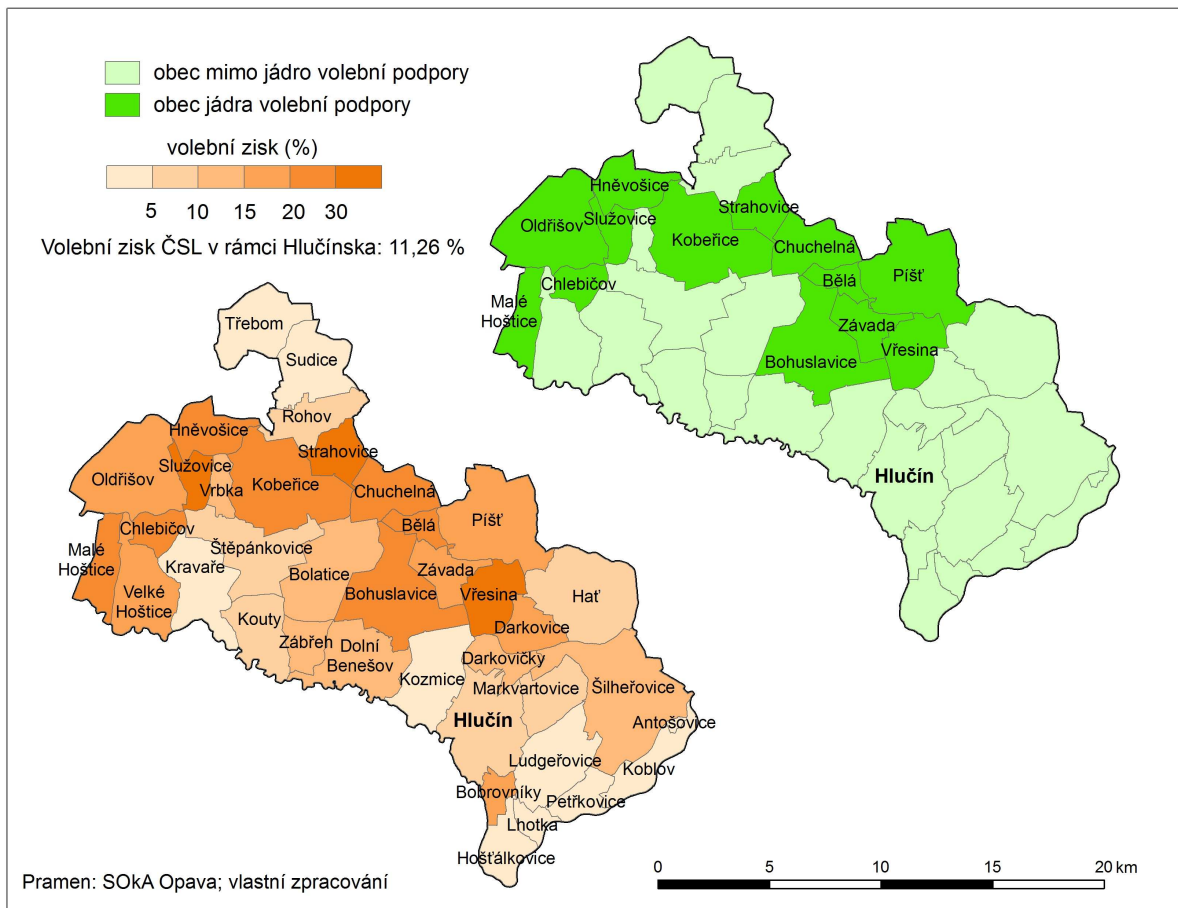 obec mimo jádro volební podpory
obec jádra volební podpory
volební zisk (%)
5 10 15 20 30
Volební zisk ČSL v rámci Hlučínska: 11,26 %
Hněvošice
Strahovice
Oldřišov
Služovice
Kobeřice
Chuchelná
Chlebičov
Bělá
Píšť
Malé
Hoštice
Závada
Vřesina
Bohuslavice
Hlučín
Třebom
Sudice
Rohov
Hněvošice
Strahovice
Služovice
Oldřišov
Vrbka
Kobeřice
Chuchelná
Chlebičov
Bělá
Píšť
Malé
Hoštice
Štěpánkovice
Kravaře
Bolatice
Závada
Velké
Hoštice
Bohuslavice
Vřesina
Hať
Kouty
Darkovice
Zábřeh
Dolní
Benešov
Darkovičky
Kozmice
Markvartovice
Šilheřovice
Hlučín
Antošovice
Ludgeřovice
Koblov
Bobrovníky
Petřkovice
Lhotka
Hošťálkovice
Pramen: SOkA Opava; vlastní zpracování
0 5 10 15 20 km